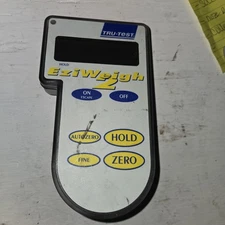 TRU-TEST
EziWeigh
2
ON
OFF
AUTOZERO
HOLD
FINE
ZERO